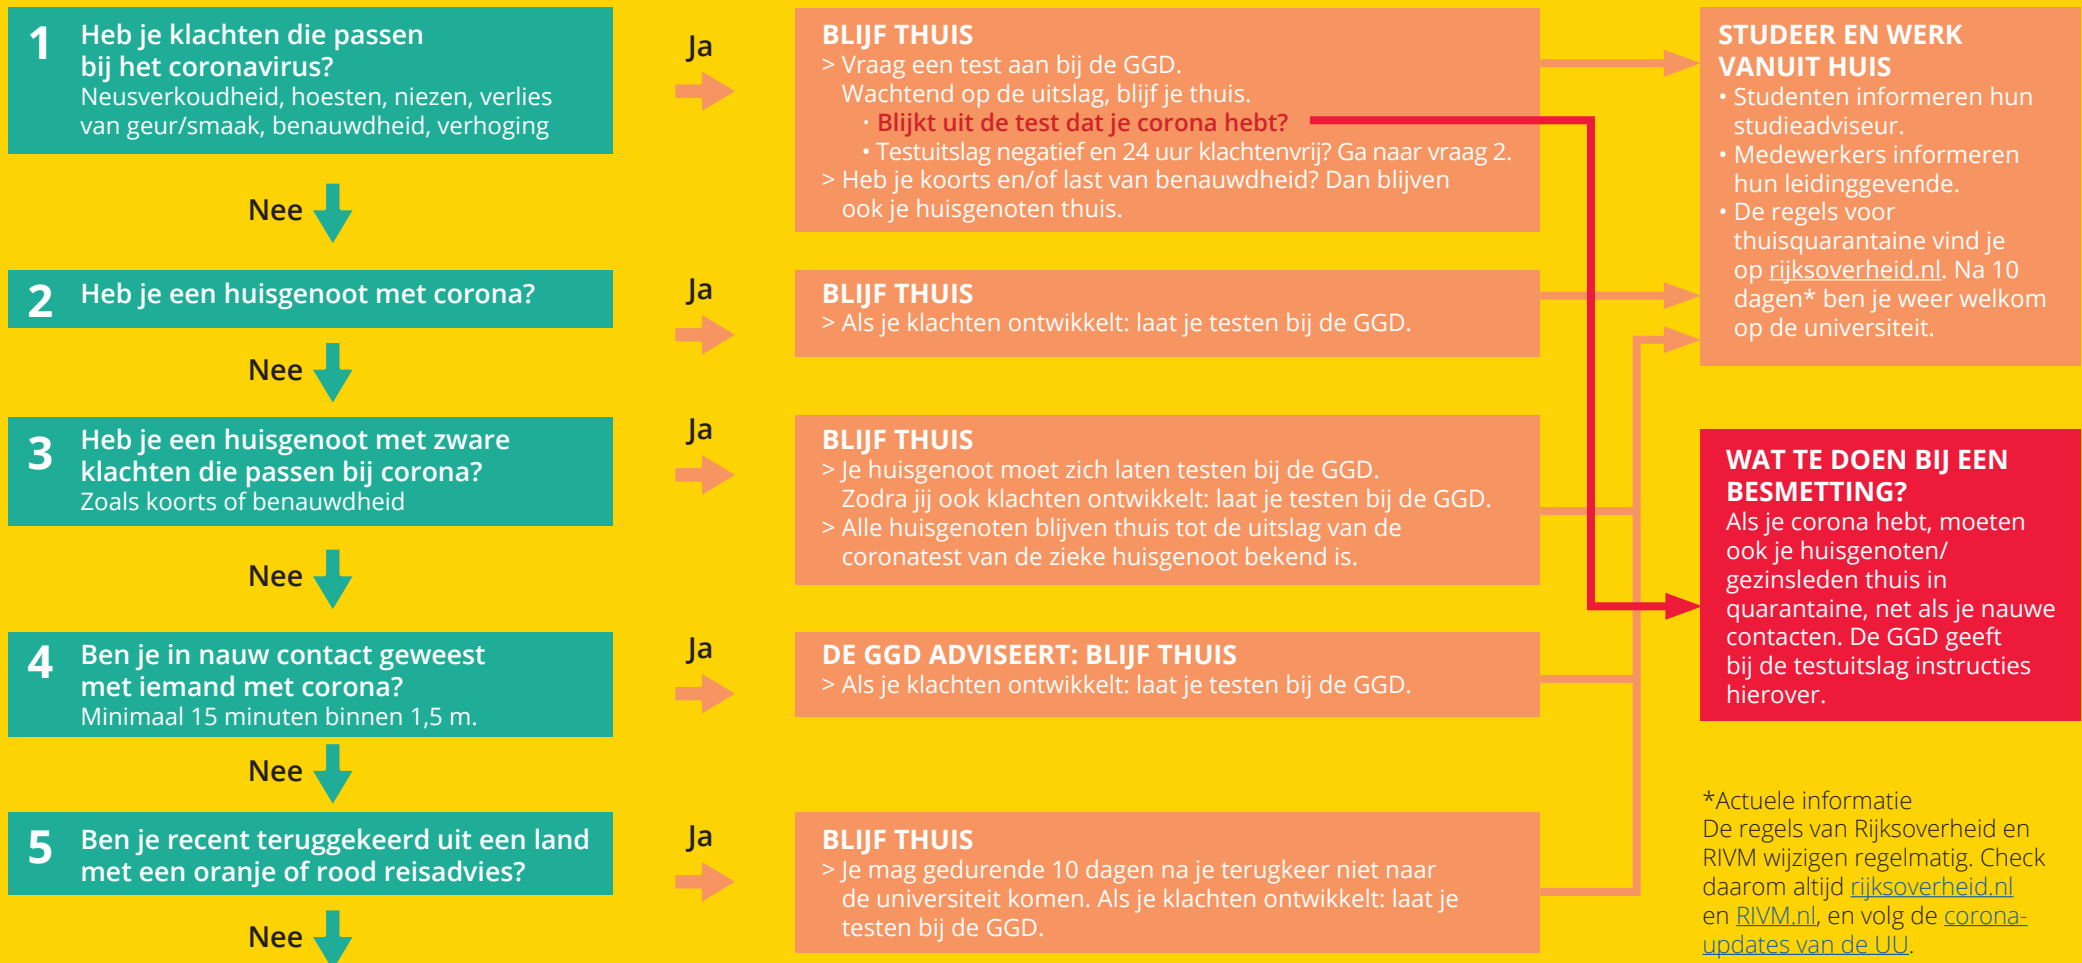 1 Heb je klachten die passen
bij het coronavirus?
Neusverkoudheid, hoesten, niezen, verlies
van geur/smaak, benauwdheid, verhoging
Ja
BLIJF THUIS
> Vraag een test aan bij de GGD.
Wachtend op de uitslag, blijf je thuis.
• Blijkt uit de test dat je corona hebt?
• Testuitslag negatief en 24 uur klachtenvrij? Ga naar vraag 2.
> Heb je koorts en/of last van benauwdheid? Dan blijven
ook je huisgenoten thuis.
Nee
2 Heb je een huisgenoot met corona?
Ja
BLIJF THUIS
> Als je klachten ontwikkelt: laat je testen bij de GGD.
Nee
3 Heb je een huisgenoot met zware
klachten die passen bij corona?
Zoals koorts of benauwdheid
Ja
BLIJF THUIS
> Je huisgenoot moet zich laten testen bij de GGD.
Zodra jij ook klachten ontwikkelt: laat je testen bij de GGD.
> Alle huisgenoten blijven thuis tot de uitslag van de
coronatest van de zieke huisgenoot bekend is.
Nee
4 Ben je in nauw contact geweest
met iemand met corona?
Minimaal 15 minuten binnen 1,5 m.
Ja
DE GGD ADVISEERT: BLIJF THUIS
> Als je klachten ontwikkelt: laat je testen bij de GGD.
Nee
5 Ben je recent teruggekeerd uit een land
met een oranje of rood reisadvies?
Ja
BLIJF THUIS
> Je mag gedurende 10 dagen na je terugkeer niet naar
de universiteit komen. Als je klachten ontwikkelt: laat je
testen bij de GGD.
Nee
STUDEER EN WERK
VANUIT HUIS
• Studenten informeren hun
studieadviseur.
• Medewerkers informeren
hun leidinggevende.
• De regels voor
thuisquarantaine vind je
op rijksoverheid.nl. Na 10
dagen* ben je weer welkom
op de universiteit.
WAT TE DOEN BIJ EEN
BESMETTING?
Als je corona hebt, moeten
ook je huisgenoten/
gezinsleden thuis in
quarantaine, net als je nauwe
contacten. De GGD geeft
bij de testuitslag instructies
hierover.
*Actuele informatie
De regels van Rijksoverheid en
RIVM wijzigen regelmatig. Check
daarom altijd rijksoverheid.nl
en RIVM.nl, en volg de corona-
updates van de UU.